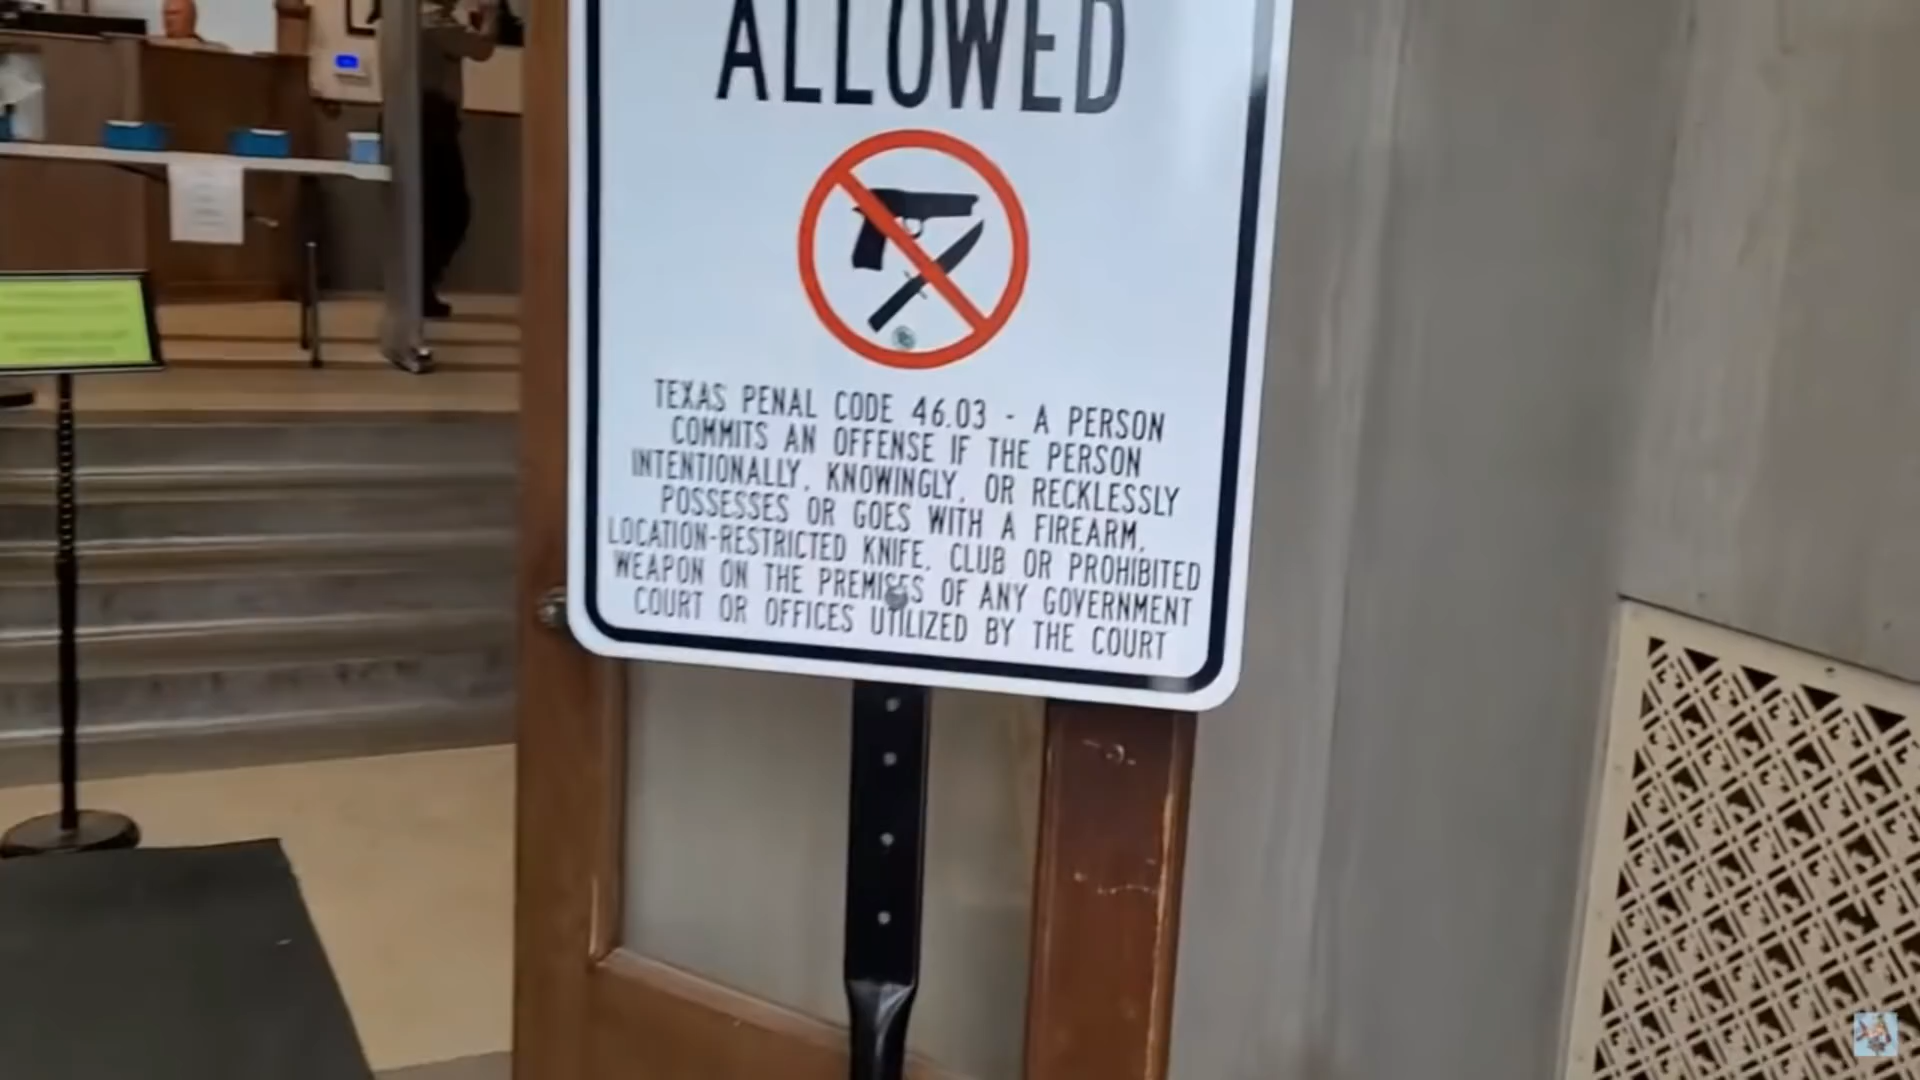 ALLOWED
TEXAS PENAL CODE 46.03 - A PERSON
COMMITS AN OFFENSE IF THE PERSON
INTENTIONALLY, KNOWINGLY, OR RECKLESSLY
POSSESSES OR GOES WITH A FIREARM,
LOCATION-RESTRICTED KNIFE, CLUB OR PROHIBITED
WEAPON ON THE PREMISES OF ANY GOVERNMENT
COURT OR OFFICES UTILIZED BY THE COURT